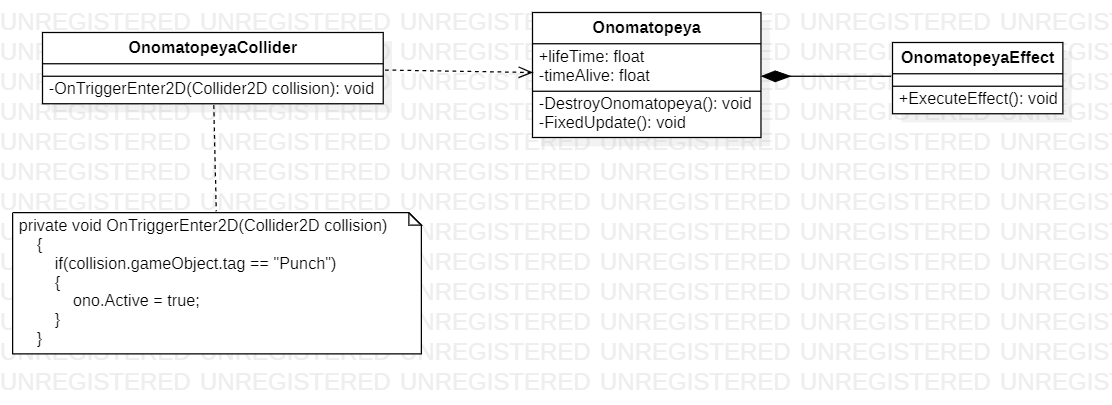 OnomatopeyaCollider
-OnTriggerEnter2D(Collider2D collision): void
Onomatopeya
+lifeTime: float
-timeAlive: float
-DestroyOnomatopeya(): void
-FixedUpdate(): void
OnomatopeyaEffect
+ExecuteEffect(): void
private void OnTriggerEnter2D(Collider2D collision)
{
if(collision.gameObject.tag == "Punch")
{
ono.Active = true;
}
}
UNREGISTERED UNREGISTERED UNREGISTERED UNREGISTERED UNREGISTERED